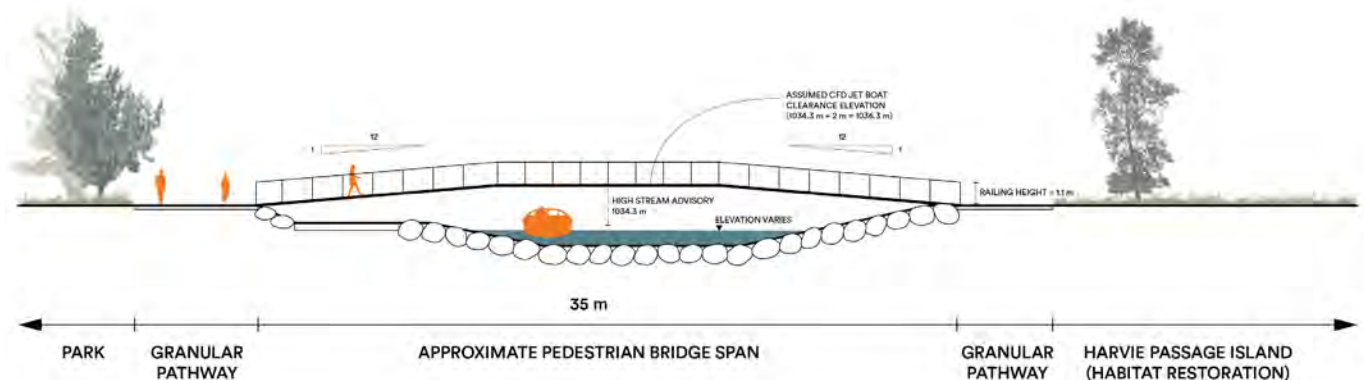 ASSUMED CFD JET BOAT
CLEARANCE ELEVATION
(1034.3 m + 2 m = 1036.3 m)
12
1
12
1
RAILING HEIGHT = 1.1 m
HIGH STREAM ADVISORY
1034.3 m
ELEVATION VARIES
35 m
PARK
GRANULAR
PATHWAY
APPROXIMATE PEDESTRIAN BRIDGE SPAN
GRANULAR
PATHWAY
HARVIE PASSAGE ISLAND
(HABITAT RESTORATION)